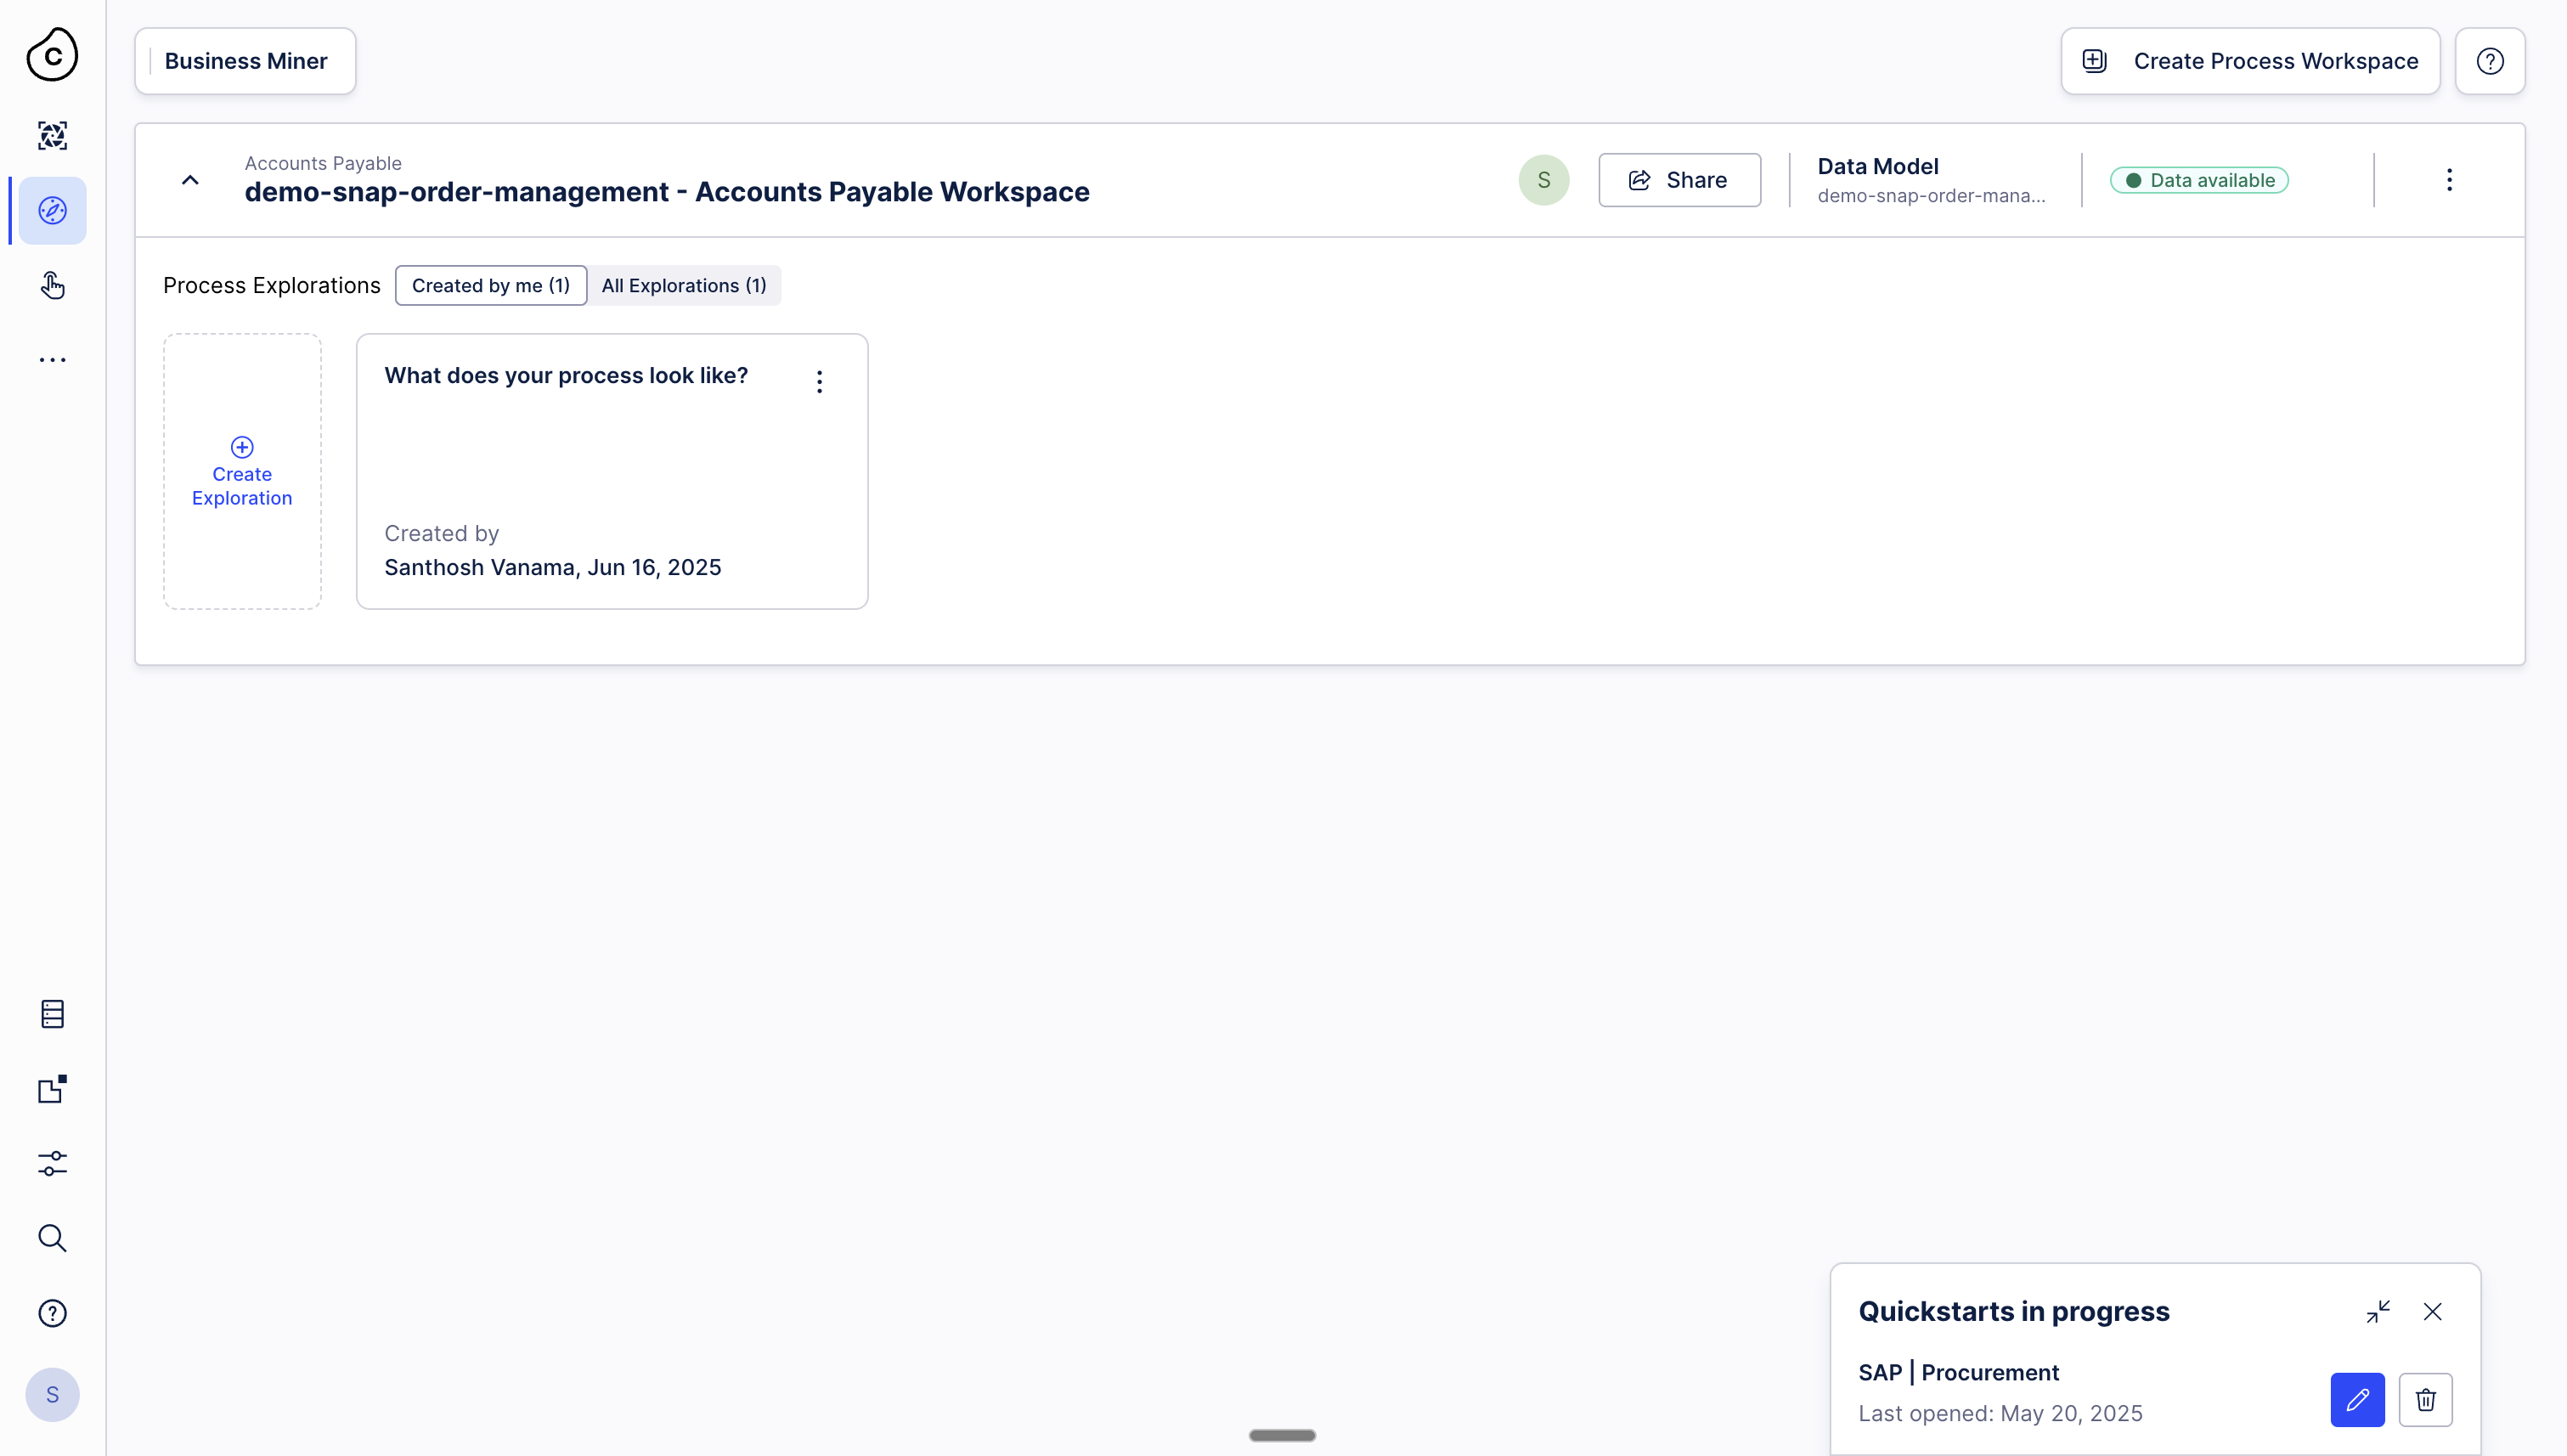 C
Business Miner
Create Process Workspace
Accounts Payable
demo-snap-order-management - Accounts Payable Workspace
S
Share
Data Model
demo-snap-order-mana...
Data available
Process Explorations
Created by me (1)
All Explorations (1)
Create
Exploration
What does your process look like?
Created by
Santhosh Vanama, Jun 16, 2025
Quickstarts in progress
SAP | Procurement
Last opened: May 20, 2025
S